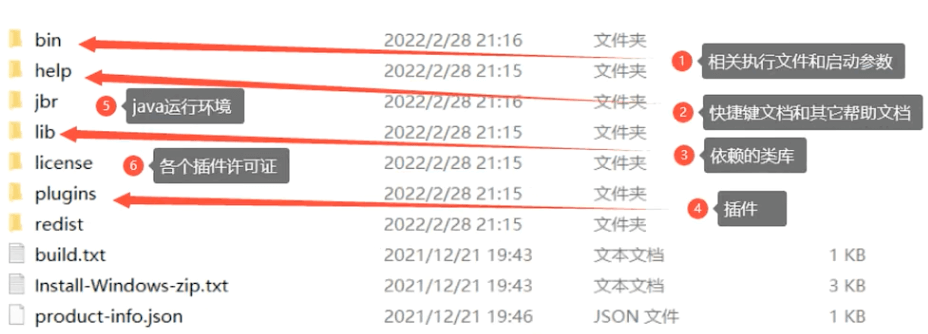 bin 2022/2/28 21:16 文件夹
1 相关执行文件和启动参数
help 2022/2/28 21:15 文件夹
jbr 5 java运行环境 2022/2/28 21:16 文件夹
2 快捷键文档和其它帮助文档
lib 2022/2/28 21:15 文件夹
3 依赖的类库
license 6 各个插件许可证 2022/2/28 21:15 文件夹
plugins 2022/2/28 21:15 文件夹
4 插件
redist 2022/2/28 21:15 文件夹
build.txt 2021/12/21 19:43 文本文档 1 KB
Install-Windows-zip.txt 2021/12/21 19:43 文本文档 3 KB
product-info.json 2021/12/21 19:46 JSON 文件 1 KB